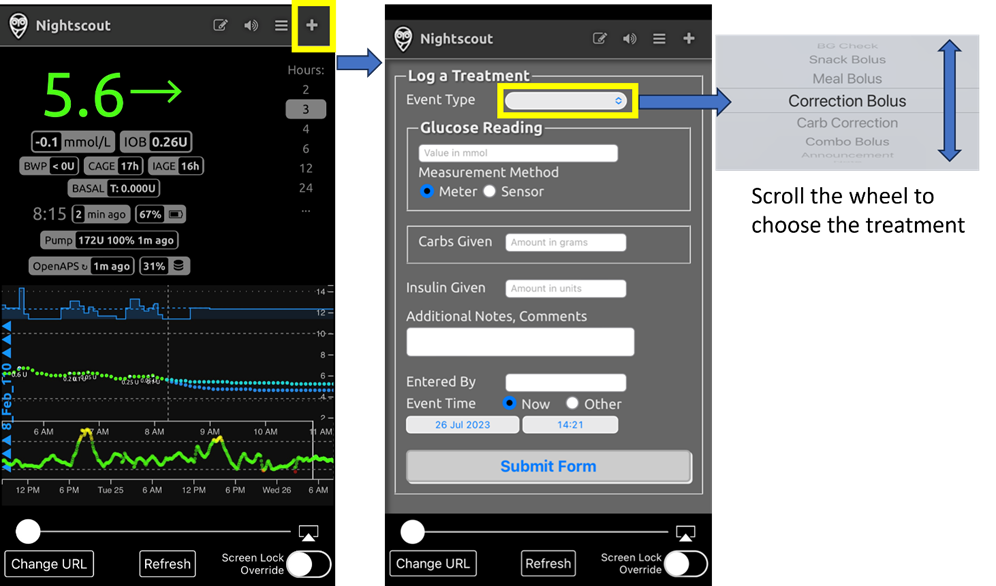 Nightscout
5.6
Hours:
2
3
4
6
12
24
...
-0.1 mmol/L IOB 0.26U
BWP < 0U CAGE 17h IAGE 16h
BASAL T: 0.000U
8:15 2 min ago 67%
Pump 172U 100% 1m ago
OpenAPS ↻ 1m ago 31%
14
12
10
8
6
4
2
8_Feb_110
6 AM 7 AM 8 AM 9 AM 10 AM 11 AM
12 PM 6 PM Tue 25 6 AM 12 PM 6 PM Wed 26 6 AM
Change URL Refresh Screen Lock
Override
Nightscout
Log a Treatment
Event Type
Glucose Reading
Value in mmol
Measurement Method
Meter Sensor
Carbs Given Amount in grams
Insulin Given Amount in units
Additional Notes, Comments
Entered By
Event Time Now Other
26 Jul 2023 14:21
Submit Form
Change URL Refresh Screen Lock
Override
BG Check
Snack Bolus
Meal Bolus
Correction Bolus
Carb Correction
Combo Bolus
Announcement
Scroll the wheel to
choose the treatment